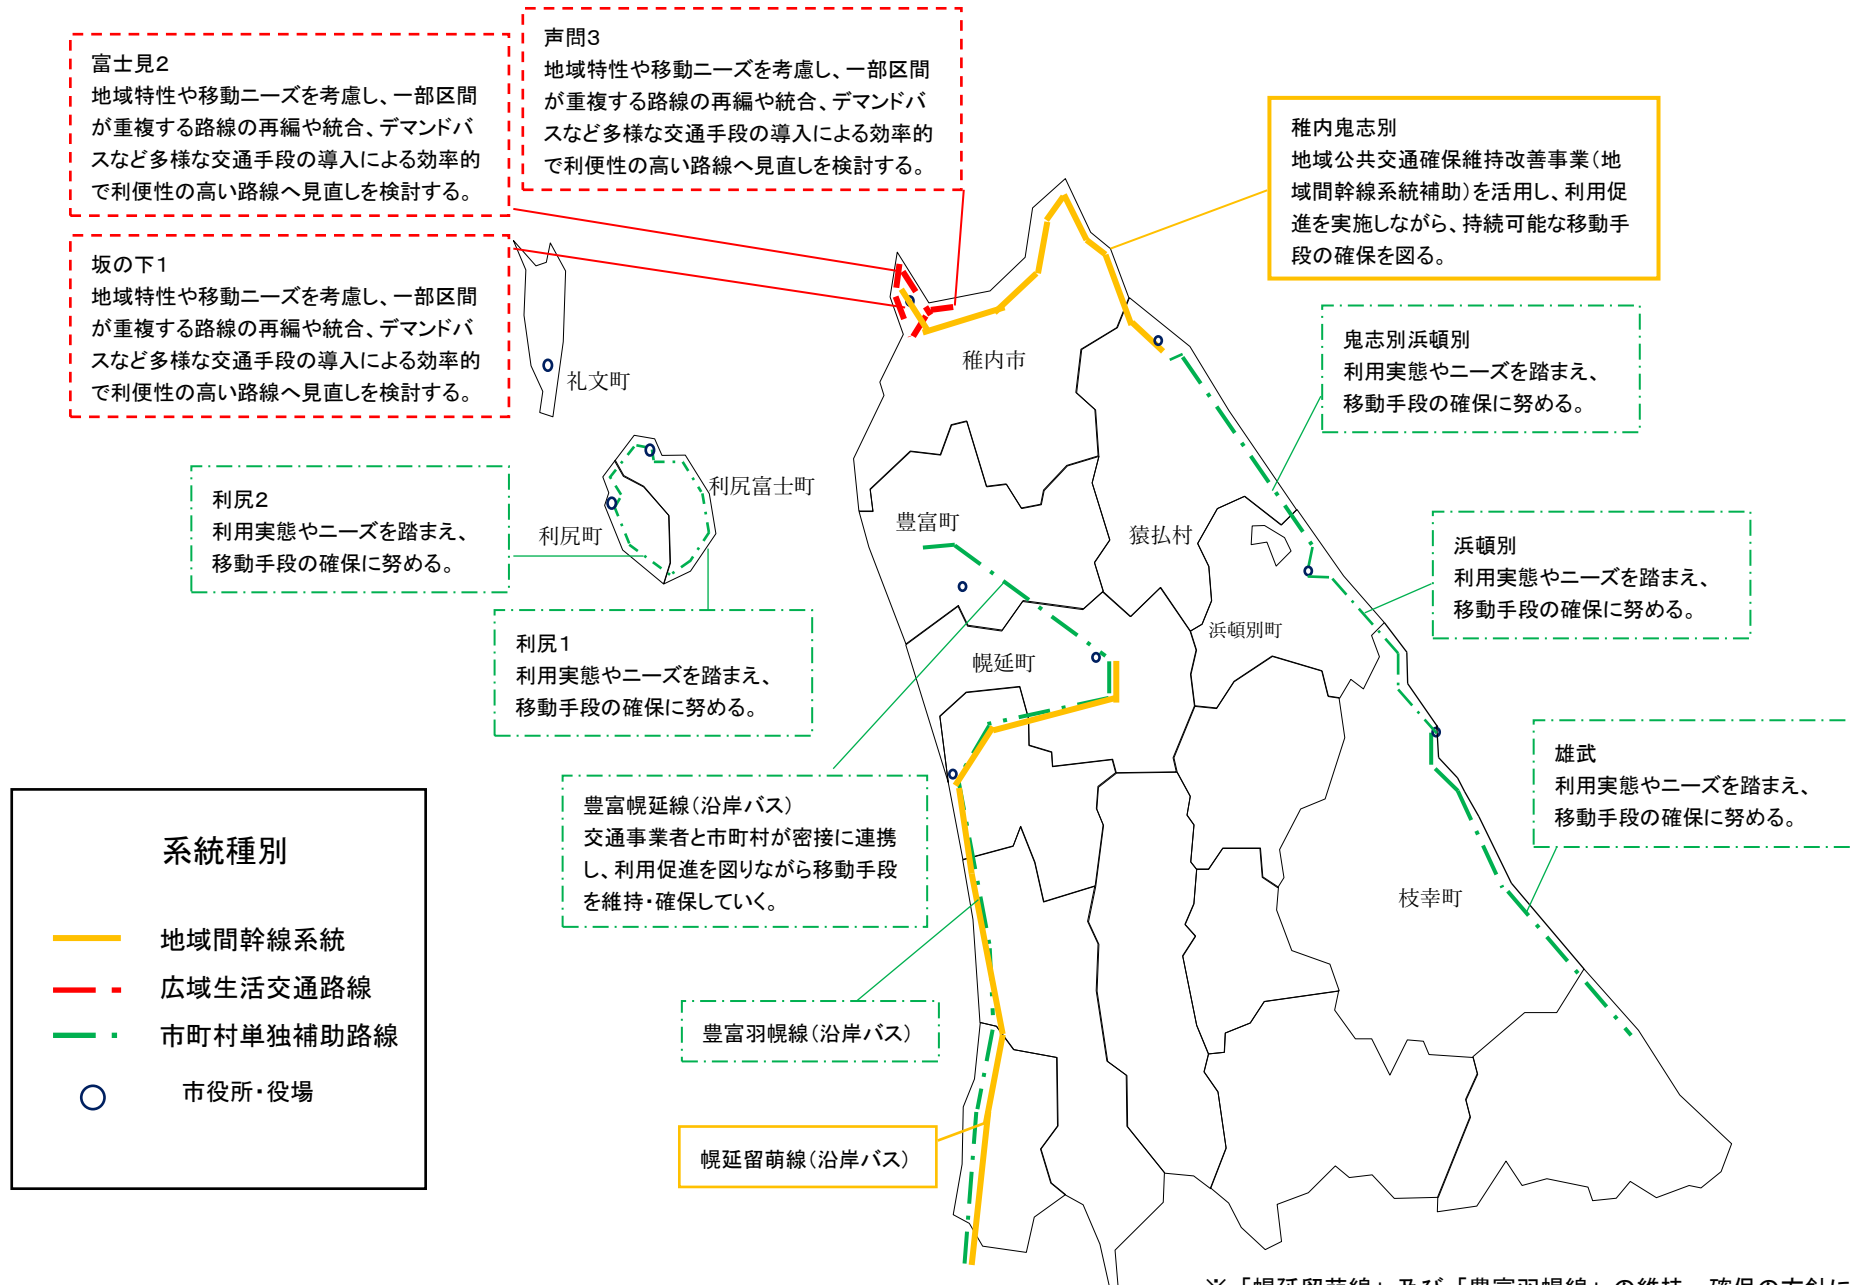 声問3
地域特性や移動ニーズを考慮し、一部区間
が重複する路線の再編や統合、デマンドバ
スなど多様な交通手段の導入による効率的
で利便性の高い路線へ見直しを検討する。
富士見2
地域特性や移動ニーズを考慮し、一部区間
が重複する路線の再編や統合、デマンドバ
スなど多様な交通手段の導入による効率的
で利便性の高い路線へ見直しを検討する。
稚内鬼志別
地域公共交通確保維持改善事業(地
域間幹線系統補助)を活用し、利用促
進を実施しながら、持続可能な移動手
段の確保を図る。
坂の下1
地域特性や移動ニーズを考慮し、一部区間
が重複する路線の再編や統合、デマンドバ
スなど多様な交通手段の導入による効率的
で利便性の高い路線へ見直しを検討する。
鬼志別浜頓別
利用実態やニーズを踏まえ、
移動手段の確保に努める。
稚内市
礼文町
利尻2
利用実態やニーズを踏まえ、
移動手段の確保に努める。
利尻富士町
利尻町
豊富町
猿払村
浜頓別
利用実態やニーズを踏まえ、
移動手段の確保に努める。
利尻1
利用実態やニーズを踏まえ、
移動手段の確保に努める。
浜頓別町
幌延町
雄武
利用実態やニーズを踏まえ、
移動手段の確保に努める。
豊富幌延線(沿岸バス)
交通事業者と市町村が密接に連携
し、利用促進を図りながら移動手段
を維持・確保していく。
枝幸町
系統種別
地域間幹線系統
広域生活交通路線
市町村単独補助路線
市役所・役場
豊富羽幌線(沿岸バス)
幌延留萌線(沿岸バス)
※「幌延留萌線」及び「豊富羽幌線」の維持・確保の方針に